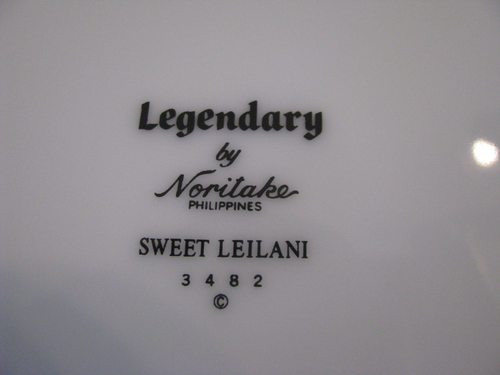 Legendary
by
Noritake
PHILIPPINES
SWEET LEILANI
3482
©